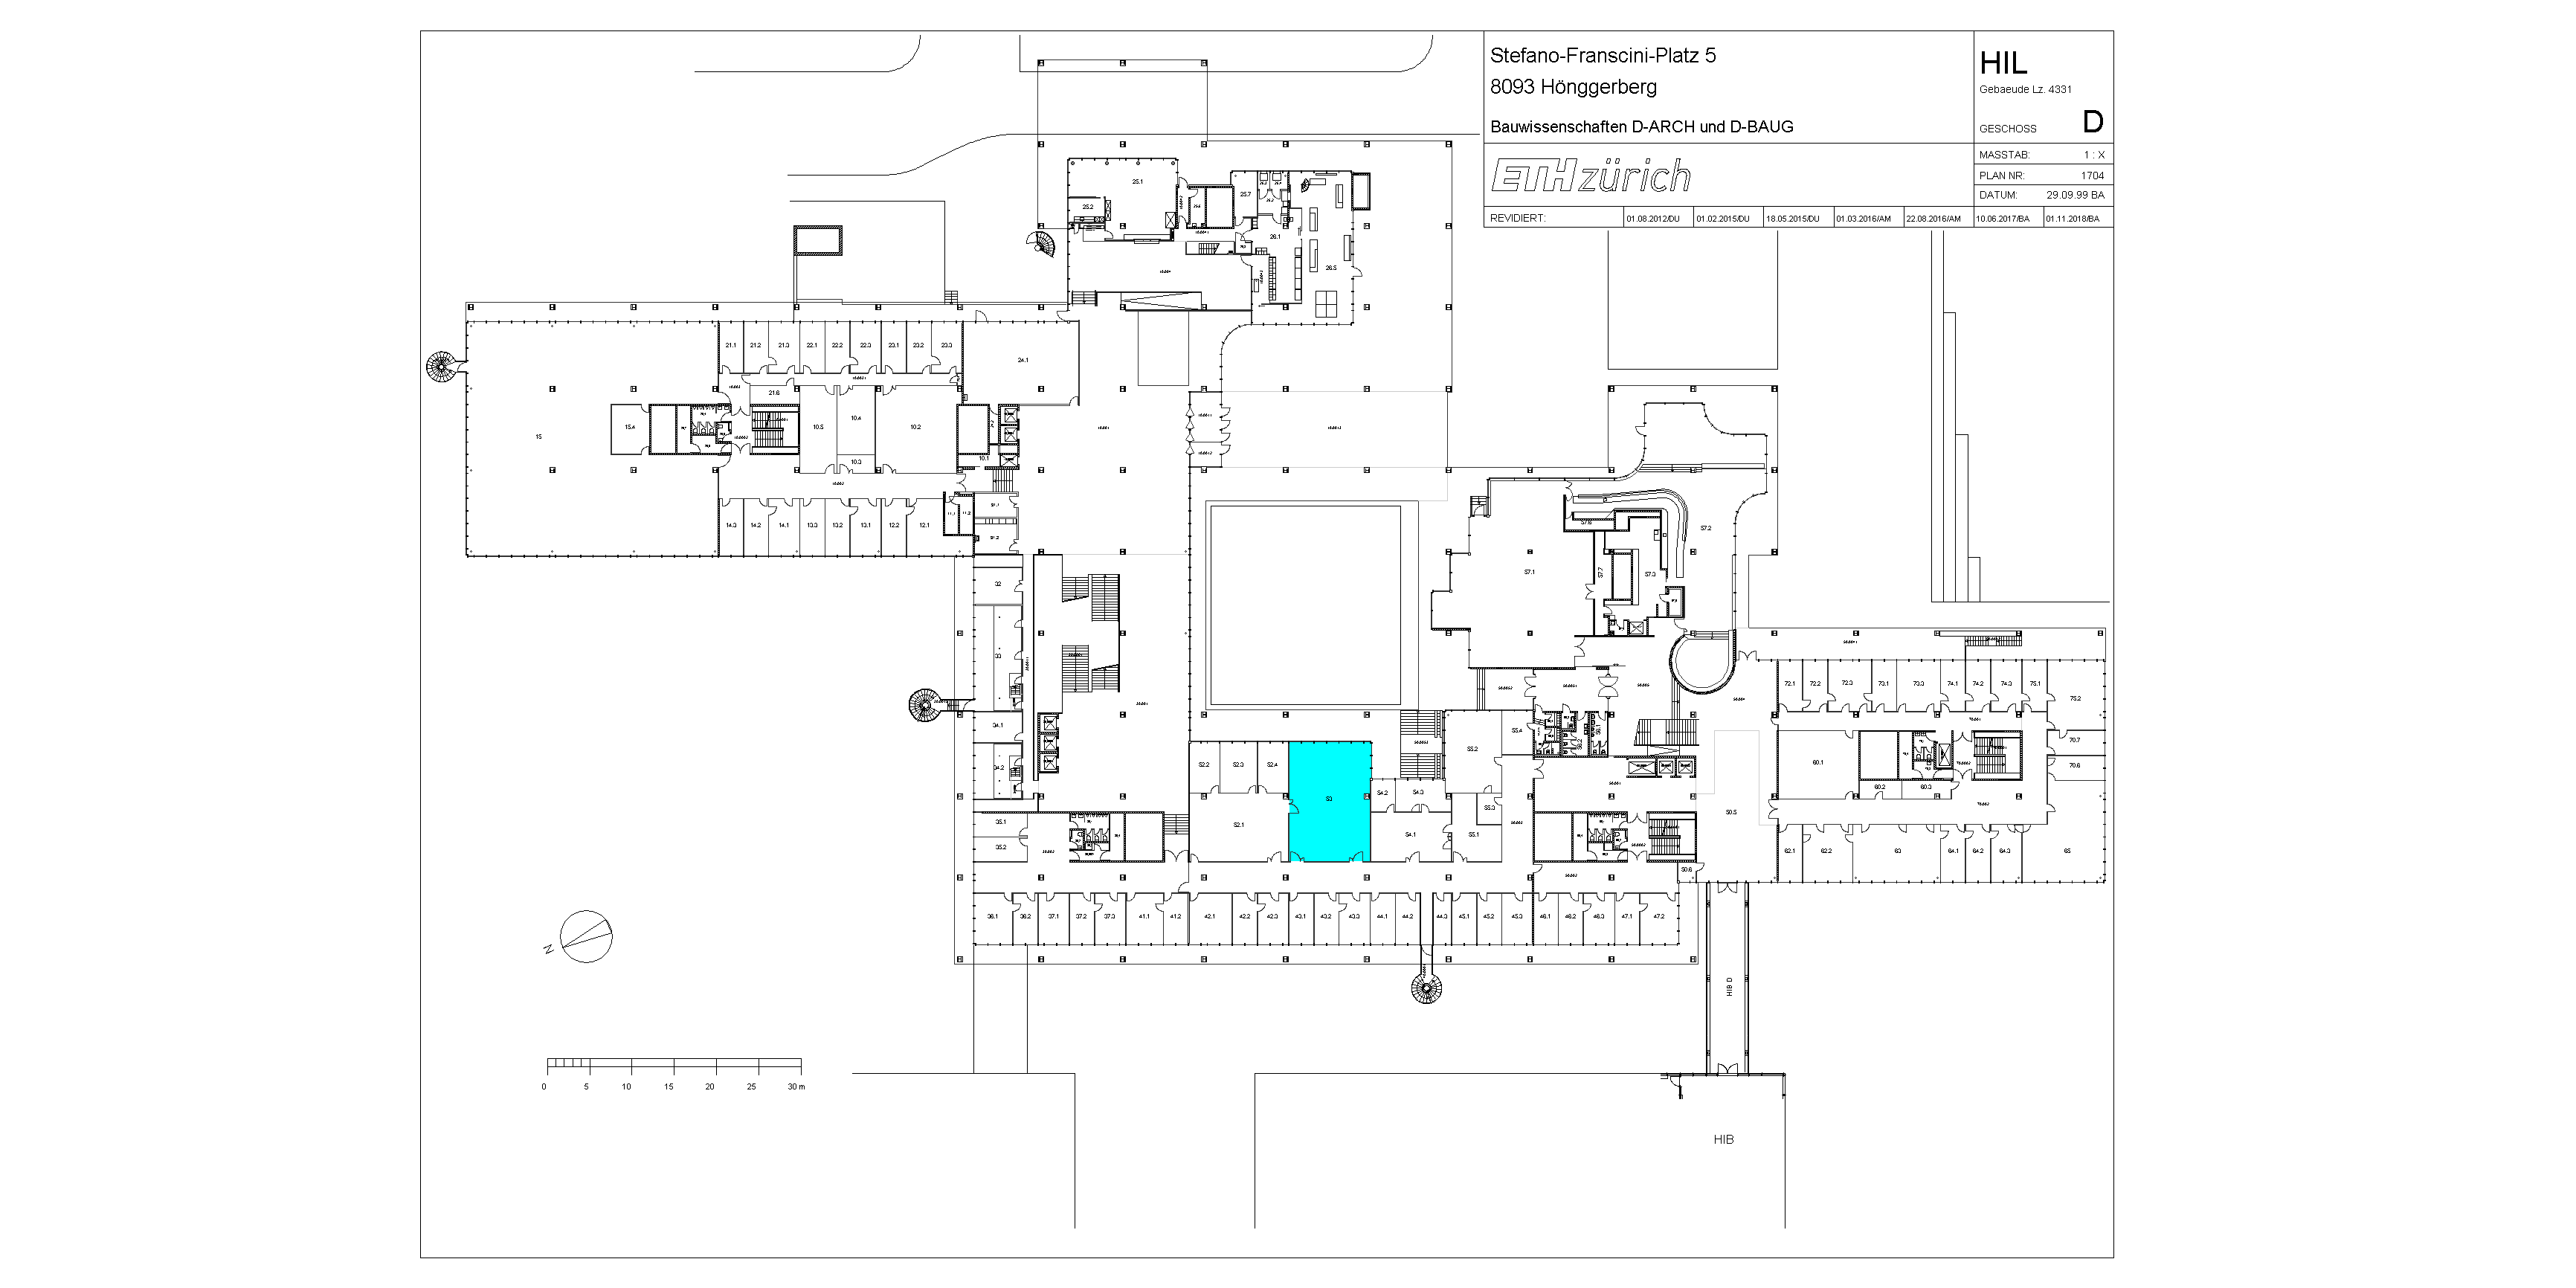 Stefano-Franscini-Platz 5
8093 Hönggerberg
Bauwissenschaften D-ARCH und D-BAUG
HIL
Gebaeude Lz. 4331
GESCHOSS D
ETH zürich
MASSTAB: 1 : X
PLAN NR: 1704
DATUM: 29.09.99 BA
REVIDIERT: 01.08.2012/DU 01.02.2015/DU 18.05.2015/DU 01.03.2016/AM 22.08.2016/AM 10.06.2017/BA 01.11.2018/BA
25.1
25.2
25.7
26.1
26.5
21.1 21.2 21.3 22.1 22.2 22.3 23.1 23.2 23.3
24.1
21.6
15
15.4
10.5
10.4
10.2
10.3
10.1
14.3 14.2 14.1 13.3 13.2 13.1 12.2 12.1
11.1 11.2
31.1
31.2
32
33
34.1
34.2
35.1
35.2
57.1
57.2
57.3
57.7
57.6
55.4
55.2
56.2
56.1
52.2 52.3 52.4
52.1
53
54.2 54.3
54.1
55.3
55.1
50.5
50.6
72.1 72.2 72.3 73.1 73.3 74.1 74.2 74.3 75.1
75.2
70.7
70.6
60.1
60.2 60.3
62.1 62.2 63 64.1 64.2 64.3 65
36.1 36.2 37.1 37.2 37.3 41.1 41.2 42.1 42.2 42.3 43.1 43.2 43.3 44.1 44.2 44.3 45.1 45.2 45.3 46.1 46.2 46.3 47.1 47.2
N
HIB D
0 5 10 15 20 25 30 m
HIB